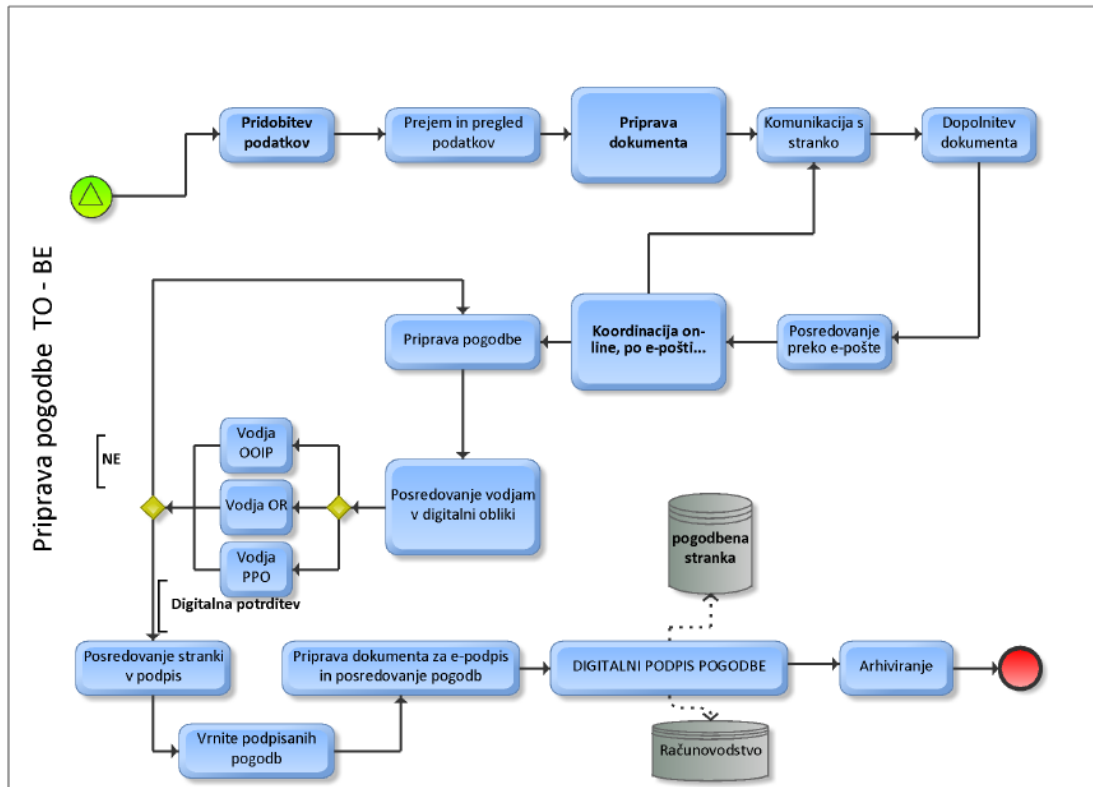 Priprava pogodbe TO - BE
Pridobitev
podatkov
Prejem in pregled
podatkov
Priprava
dokumenta
Komunikacija s
stranko
Dopolnitev
dokumenta
Priprava pogodbe
Koordinacija on-
line, po e-pošti...
Posredovanje
preko e-pošte
NE
Vodja
OOIP
Vodja OR
Vodja
PPO
Posredovanje vodjam
v digitalni obliki
pogodbena
stranka
Digitalna potrditev
Posredovanje stranki
v podpis
Priprava dokumenta za e-podpis
in posredovanje pogodb
DIGITALNI PODPIS POGODBE
Arhiviranje
Vrnite podpisanih
pogodb
Računovodstvo